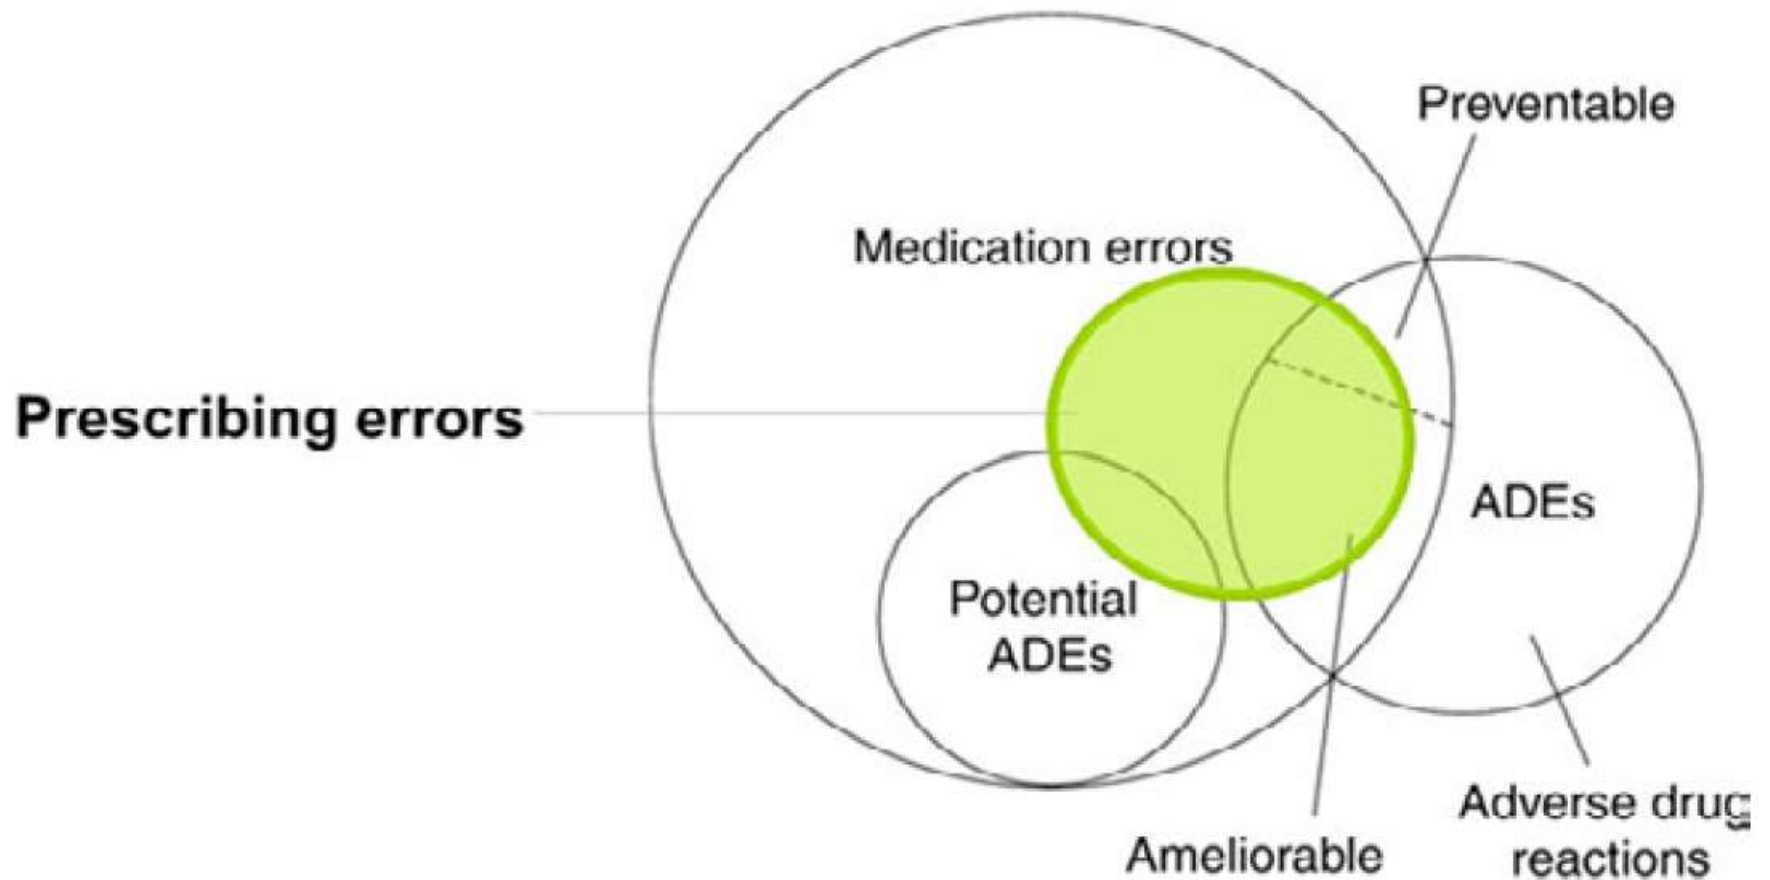 Preventable
Medication errors
Prescribing errors
ADEs
Potential
ADEs
Adverse drug
reactions
Ameliorable